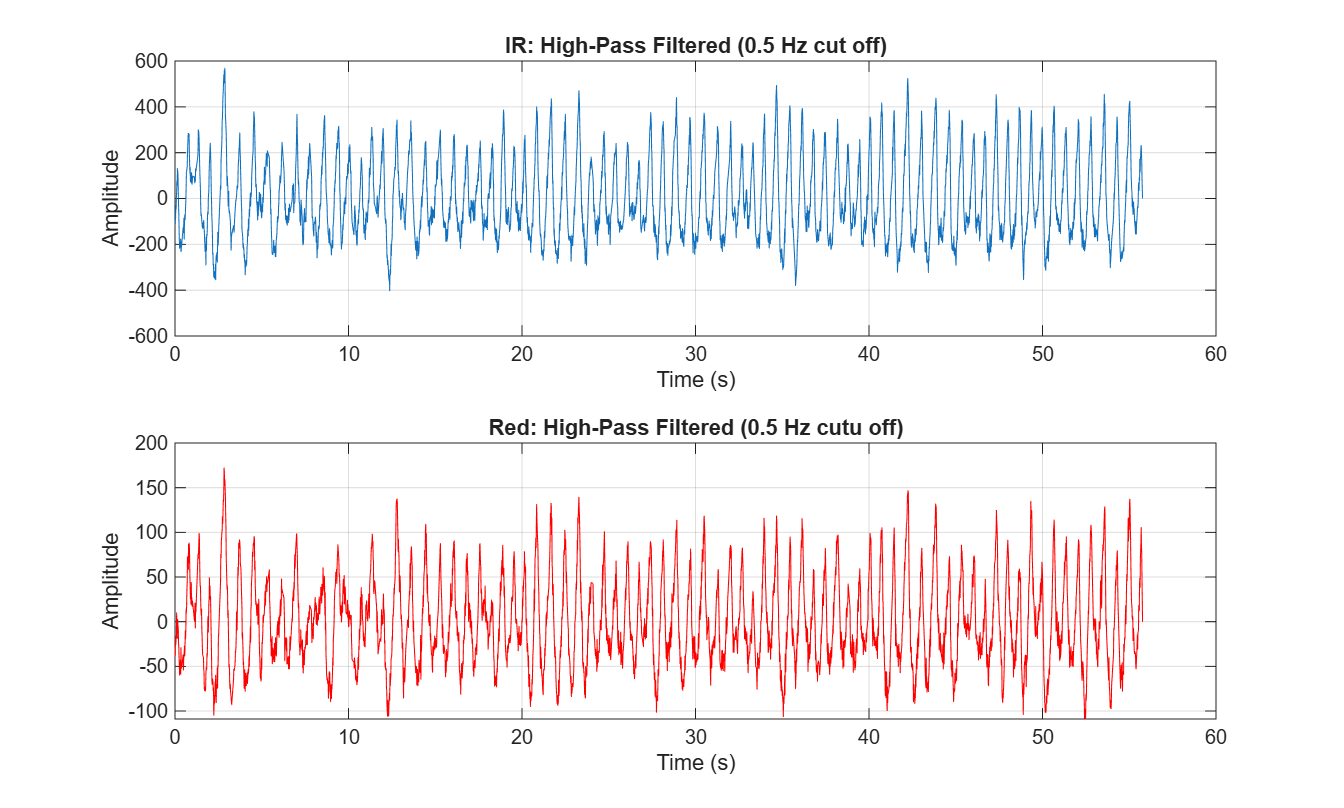 IR: High-Pass Filtered (0.5 Hz cut off)
600
400
200
0
-200
-400
-600
Amplitude
0 10 20 30 40 50 60
Time (s)
Red: High-Pass Filtered (0.5 Hz cutu off)
200
150
100
50
0
-50
-100
Amplitude
0 10 20 30 40 50 60
Time (s)